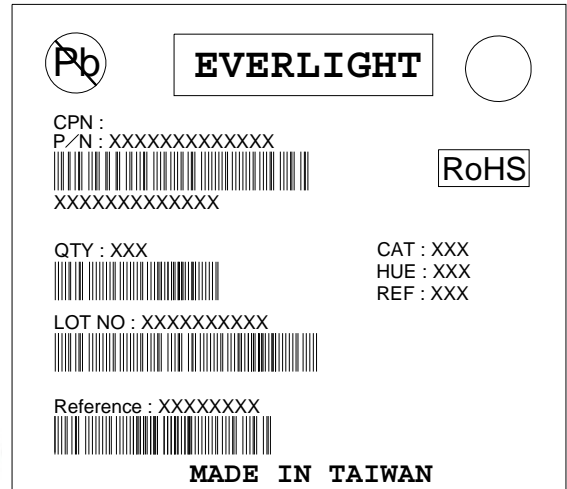 Pb
EVERLIGHT
CPN :
P/N : XXXXXXXXXXXXX
RoHS
XXXXXXXXXXXXX
QTY : XXX
CAT : XXX
HUE : XXX
REF : XXX
LOT NO : XXXXXXXXXX
Reference : XXXXXXXX
MADE IN TAIWAN